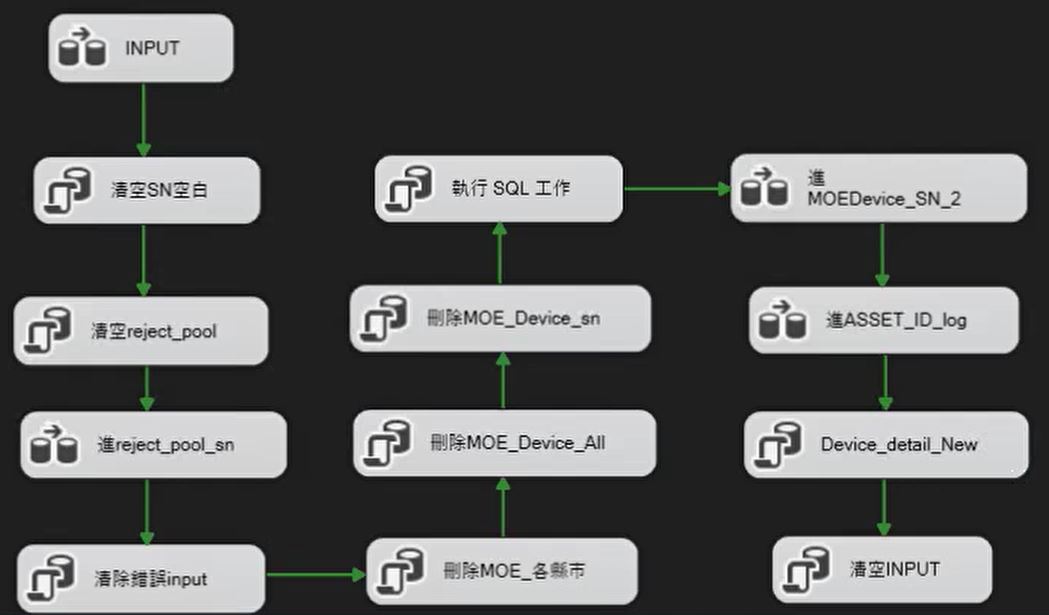 INPUT
清空SN空白
清空reject_pool
進reject_pool_sn
清除錯誤input
刪除MOE_各縣市
刪除MOE_Device_All
刪除MOE_Device_sn
執行 SQL 工作
進
MOEDevice_SN_2
進ASSET_ID_log
Device_detail_New
清空INPUT